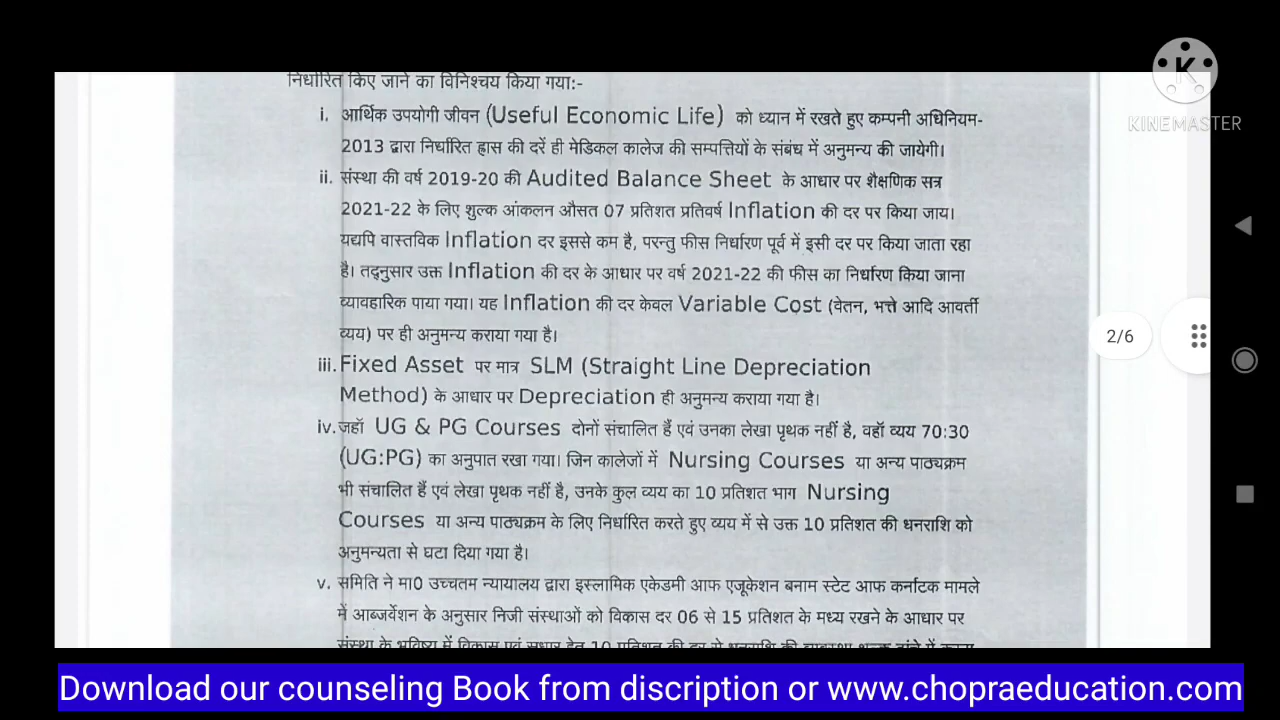 K
KINEMASTER
निर्धारित किए जाने का विनिश्चय किया गया:-
i. आर्थिक उपयोगी जीवन (Useful Economic Life) को ध्यान में रखते हुए कम्पनी अधिनियम-
2013 द्वारा निर्धारित ह्रास की दरें ही मेडिकल कालेज की सम्पत्तियों के संबंध में अनुमन्य की जायेगी।
ii. संस्था की वर्ष 2019-20 की Audited Balance Sheet के आधार पर शैक्षणिक सत्र
2021-22 के लिए शुल्क आंकलन औसत 07 प्रतिशत प्रतिवर्ष Inflation की दर पर किया जाय।
यद्यपि वास्तविक Inflation दर इससे कम है, परन्तु फीस निर्धारण पूर्व में इसी दर पर किया जाता रहा
है। तद्नुसार उक्त Inflation की दर के आधार पर वर्ष 2021-22 की फीस का निर्धारण किया जाना
व्यावहारिक पाया गया। यह Inflation की दर केवल Variable Cost (वेतन, भत्ते आदि आवर्ती
व्यय) पर ही अनुमन्य कराया गया है।
iii. Fixed Asset पर मात्र SLM (Straight Line Depreciation
Method) के आधार पर Depreciation ही अनुमन्य कराया गया है।
iv. जहॉ UG & PG Courses दोनों संचालित हैं एवं उनका लेखा पृथक नहीं है, वहॉ व्यय 70:30
(UG:PG) का अनुपात रखा गया। जिन कालेजों में Nursing Courses या अन्य पाठ्यक्रम
भी संचालित हैं एवं लेखा पृथक नहीं है, उनके कुल व्यय का 10 प्रतिशत भाग Nursing
Courses या अन्य पाठ्यक्रम के लिए निर्धारित करते हुए व्यय में से उक्त 10 प्रतिशत की धनराशि को
अनुमन्यता से घटा दिया गया है।
v. समिति ने मा0 उच्चतम न्यायालय द्वारा इस्लामिक एकेडमी आफ एजूकेशन बनाम स्टेट आफ कर्नाटक मामले
में आब्जर्वेशन के अनुसार निजी संस्थाओं को विकास दर 06 से 15 प्रतिशत के मध्य रखने के आधार पर
संस्था के भविष्य में विकास एवं सुधार हेतु 10 प्रतिशत की दर से धनराशि की व्यवस्था शुल्क ढांचे में
2/6
Download our counseling Book from discription or www.chopraeducation.com